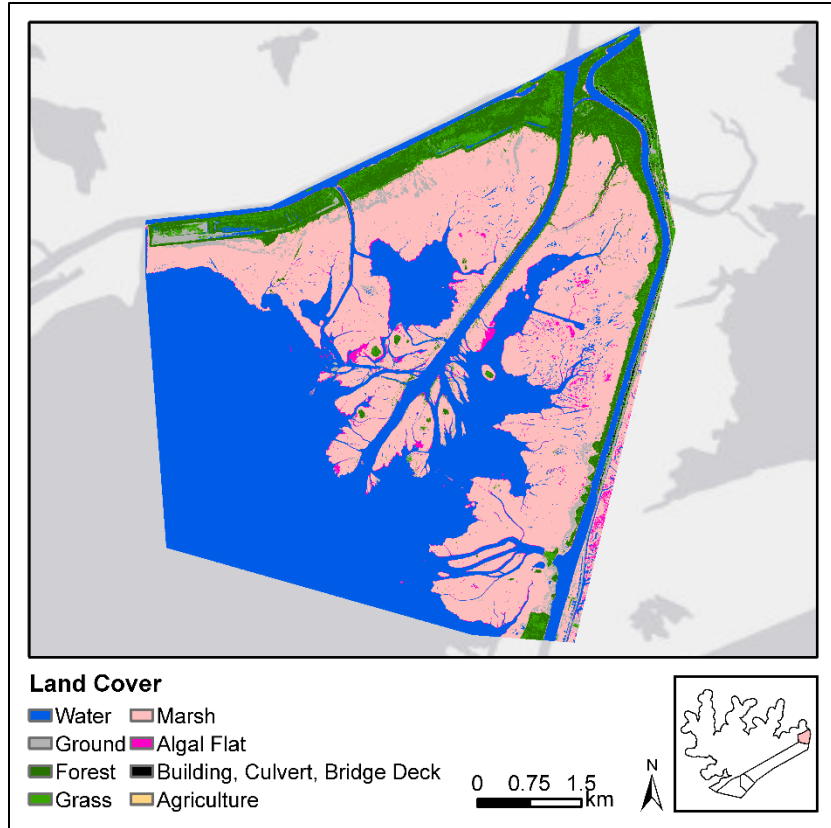 Land Cover
Water Marsh
Ground Algal Flat
Forest Building, Culvert, Bridge Deck
Grass Agriculture
0 0.75 1.5
km
N